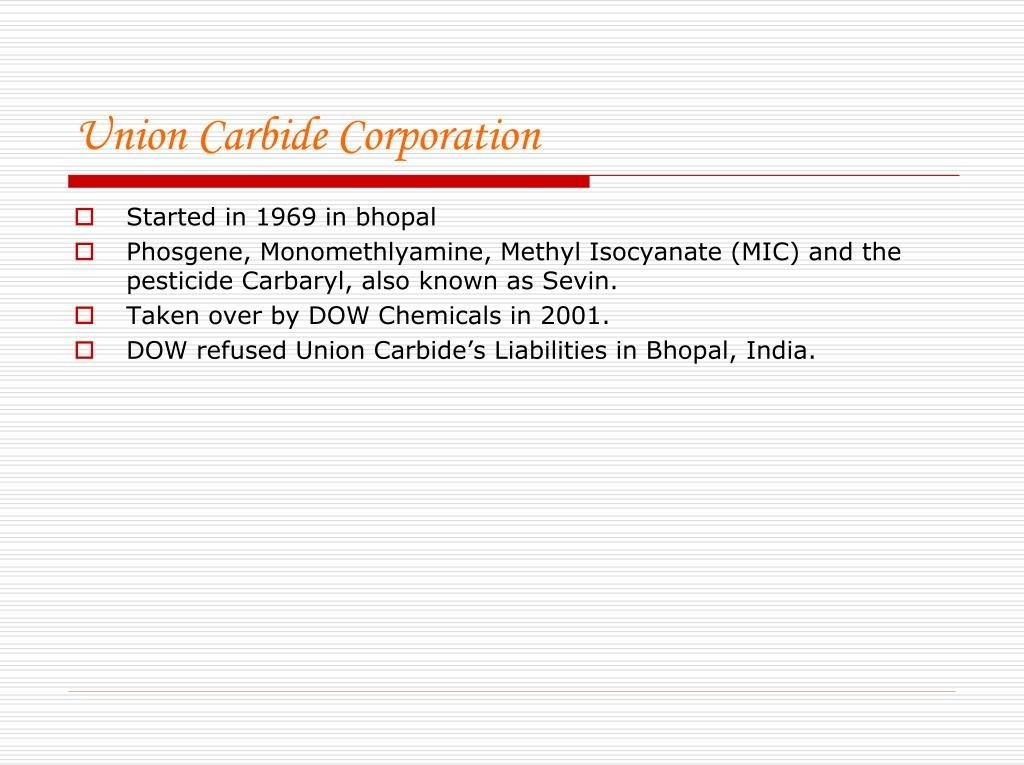 Union Carbide Corporation
Started in 1969 in bhopal
Phosgene, Monomethlyamine, Methyl Isocyanate (MIC) and the
pesticide Carbaryl, also known as Sevin.
Taken over by DOW Chemicals in 2001.
DOW refused Union Carbide’s Liabilities in Bhopal, India.